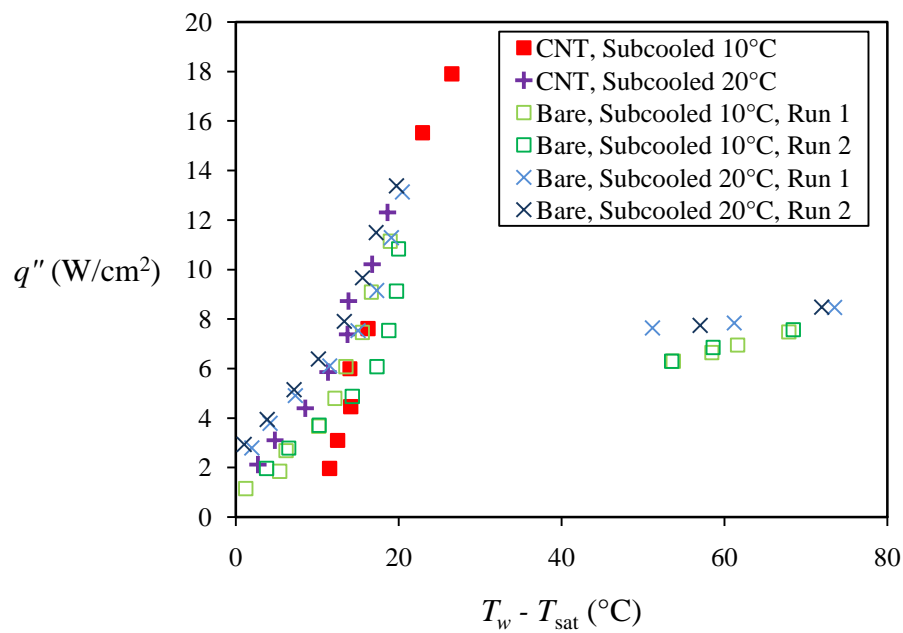 20
18
16
14
12
10
8
6
4
2
0
q″ (W/cm²)
CNT, Subcooled 10°C
CNT, Subcooled 20°C
Bare, Subcooled 10°C, Run 1
Bare, Subcooled 10°C, Run 2
Bare, Subcooled 20°C, Run 1
Bare, Subcooled 20°C, Run 2
0 20 40 60 80
T_w - T_sat (°C)